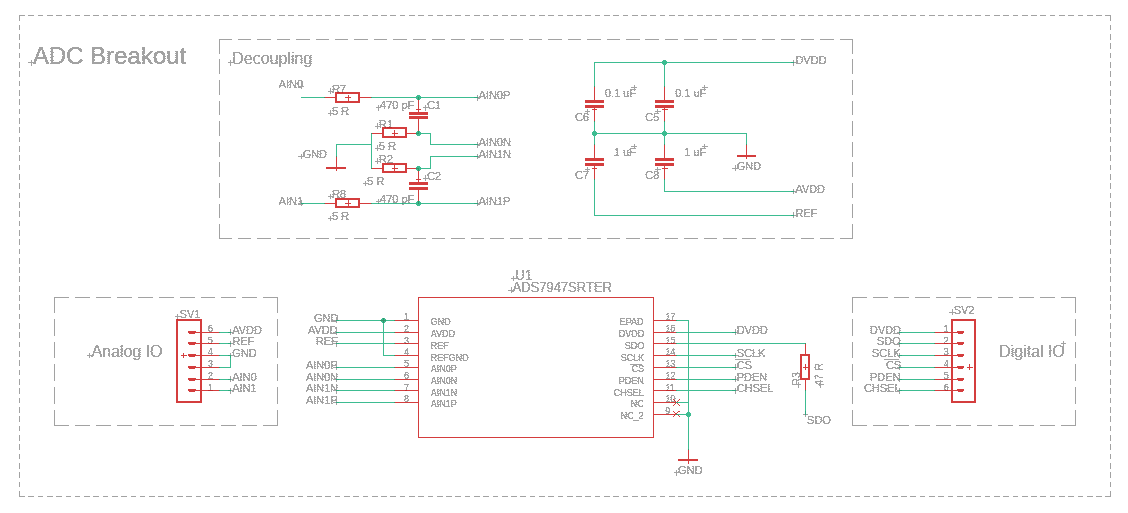 ADC Breakout
Decoupling
AIN0
R7
5 R
470 pF
C1
AIN0P
R1
5 R
AIN0N
GND
R2
5 R
AIN1N
C2
AIN1
R8
5 R
470 pF
AIN1P
DVDD
0.1 uF
C6
0.1 uF
C5
1 uF
C7
1 uF
C8
GND
AVDD
REF
Analog IO
SV1
6 AVDD
5 REF
4 GND
3
2 AIN0
1 AIN1
U1
ADS7947SRTER
GND 1 GND
AVDD 2 AVDD
REF 3 REF
4 REFGND
AIN0P 5 AIN0P
AIN0N 6 AIN0N
AIN1N 7 AIN1N
AIN1P 8 AIN1P
EPAD 17
DVDD 16 DVDD
SDO 15
SCLK 14 SCLK
CS 13 CS
PDEN 12 PDEN
CHSEL 11 CHSEL
NC 10
NC_2 9
GND
R3
47 R
SDO
SV2
DVDD 1
SDO 2
SCLK 3
CS 4
PDEN 5
CHSEL 6
Digital IO